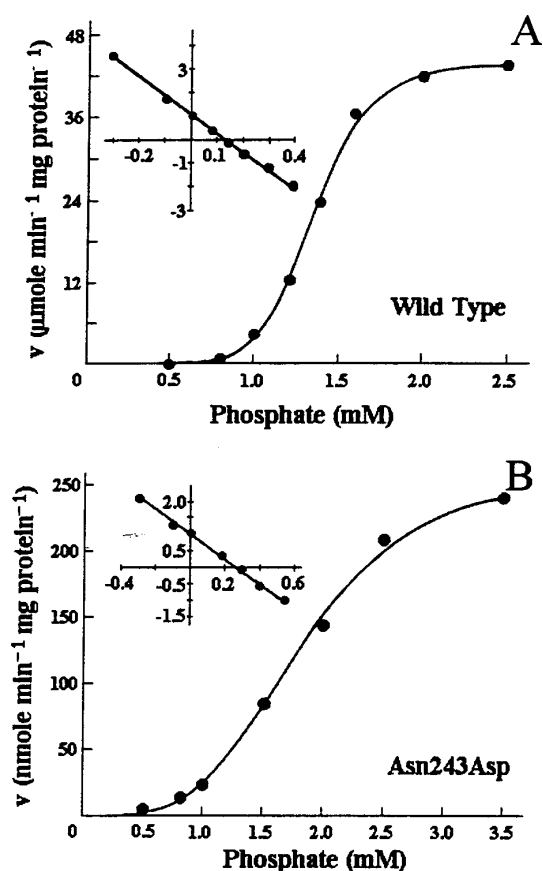 A
v (µmole min⁻¹ mg protein⁻¹)
48
36
24
12
0
3
-1
-3
-0.2
0.1
0.4
Wild Type
0.5 1.0 1.5 2.0 2.5
Phosphate (mM)
B
v (nmole min⁻¹ mg protein⁻¹)
250
200
150
100
50
0
2.0
0.5
-0.5
-1.5
-0.4
0.2
0.6
Asn243Asp
0.5 1.0 1.5 2.0 2.5 3.0 3.5
Phosphate (mM)